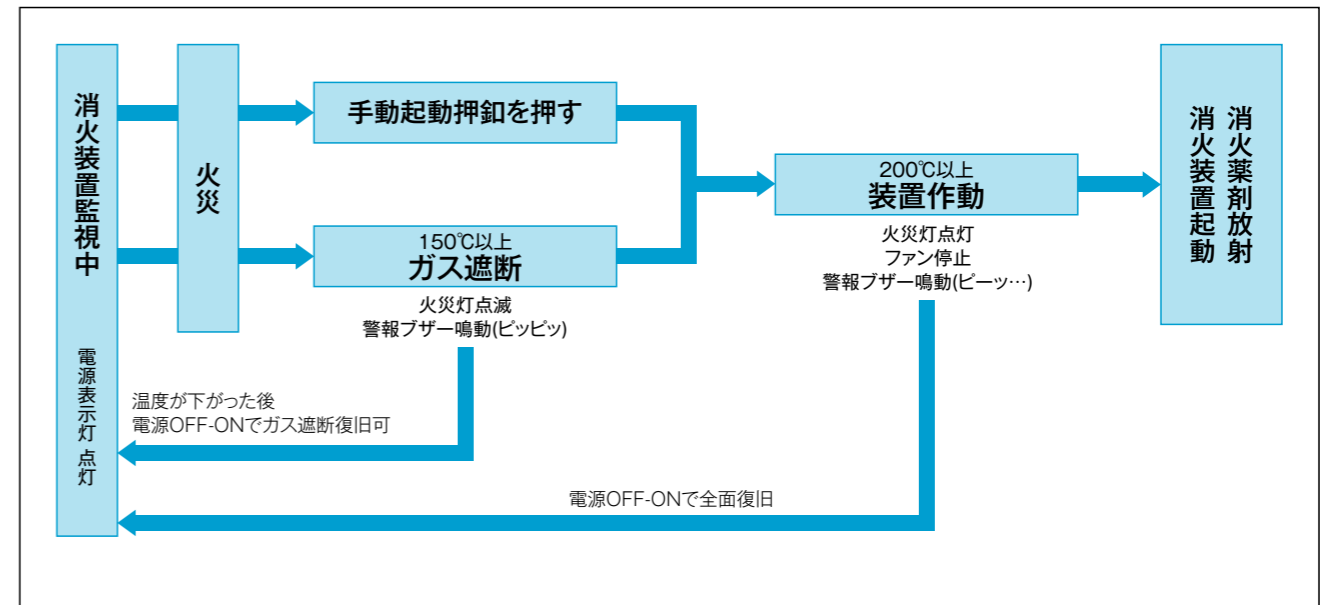 消火装置監視中
電源表示灯 点灯
火災
手動起動押釦を押す
150℃以上
ガス遮断
火災灯点滅
警報ブザー鳴動(ピッピッ)
200℃以上
装置作動
火災灯点灯
ファン停止
警報ブザー鳴動(ピーッ…)
消火薬剤放射
消火装置起動
温度が下がった後
電源OFF-ONでガス遮断復旧可
電源OFF-ONで全面復旧